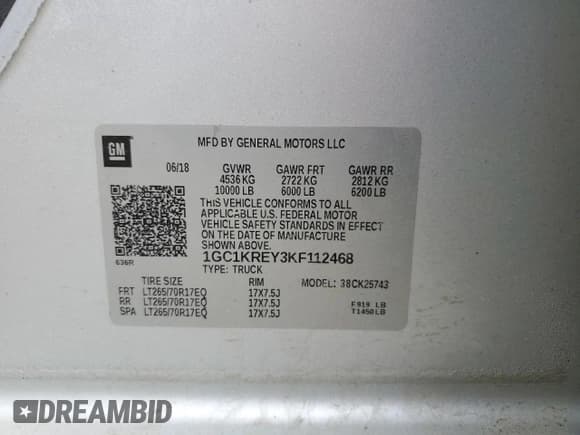 GM
MFD BY GENERAL MOTORS LLC
06/18 GVWR GAWR FRT GAWR RR
4536 KG 2722 KG 2812 KG
10000 LB 6000 LB 6200 LB
THIS VEHICLE CONFORMS TO ALL
APPLICABLE U.S. FEDERAL MOTOR
VEHICLE SAFETY STANDARDS IN EFFECT
ON THE DATE OF MANUFACTURE
SHOWN ABOVE.
636R 1GC1KREY3KF112468
TYPE: TRUCK
TIRE SIZE RIM MODEL: 38CK25743
FRT LT265/70R17EQ 17X7.5J
RR LT265/70R17EQ 17X7.5J F919 LB
SPA LT265/70R17EQ 17X7.5J T1450LB
DREAMBID